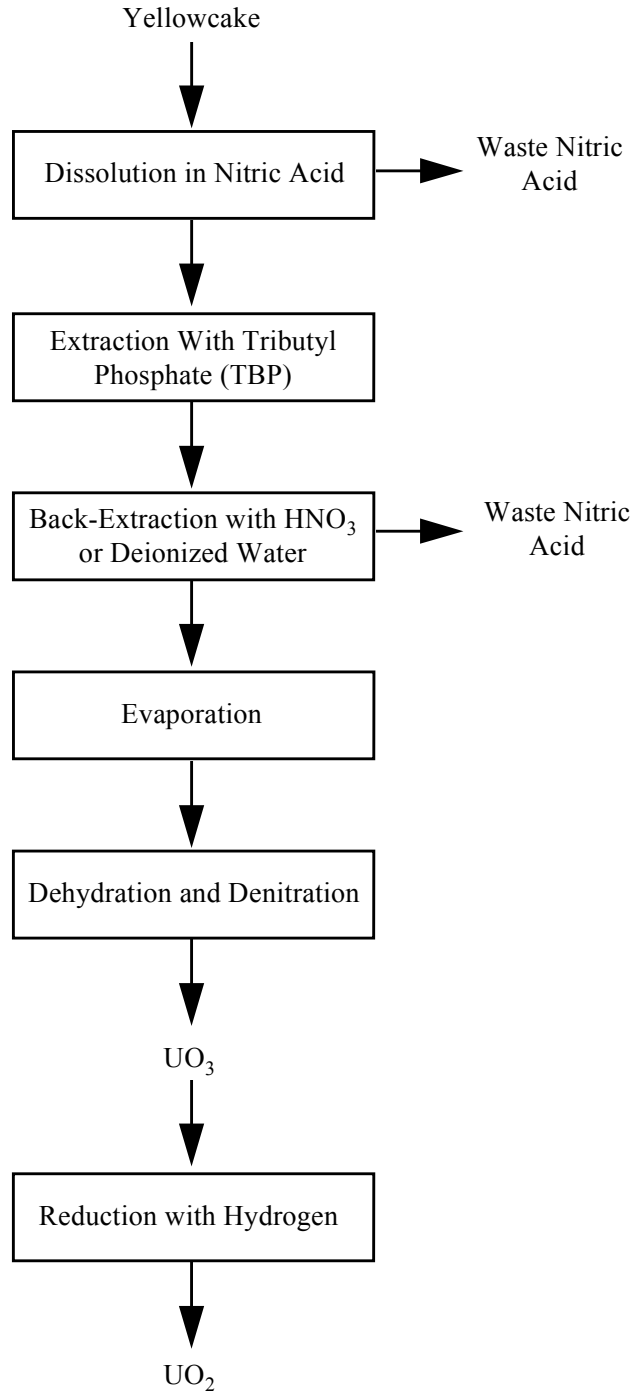 Yellowcake
Dissolution in Nitric Acid
Waste Nitric
Acid
Extraction With Tributyl
Phosphate (TBP)
Back-Extraction with HNO₃
or Deionized Water
Waste Nitric
Acid
Evaporation
Dehydration and Denitration
UO₃
Reduction with Hydrogen
UO₂